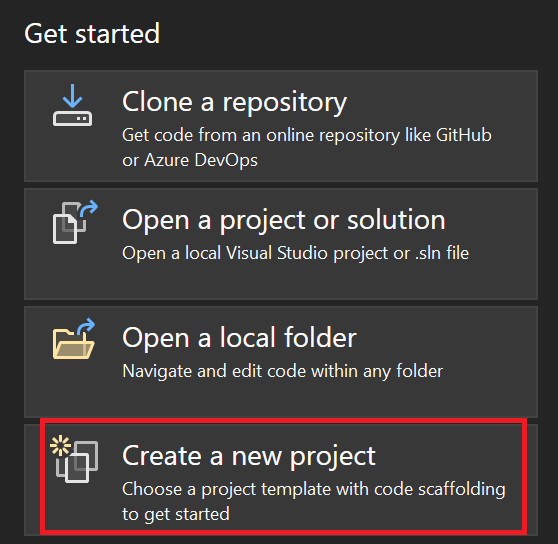 Get started
Clone a repository
Get code from an online repository like GitHub
or Azure DevOps
Open a project or solution
Open a local Visual Studio project or .sln file
Open a local folder
Navigate and edit code within any folder
Create a new project
Choose a project template with code scaffolding
to get started